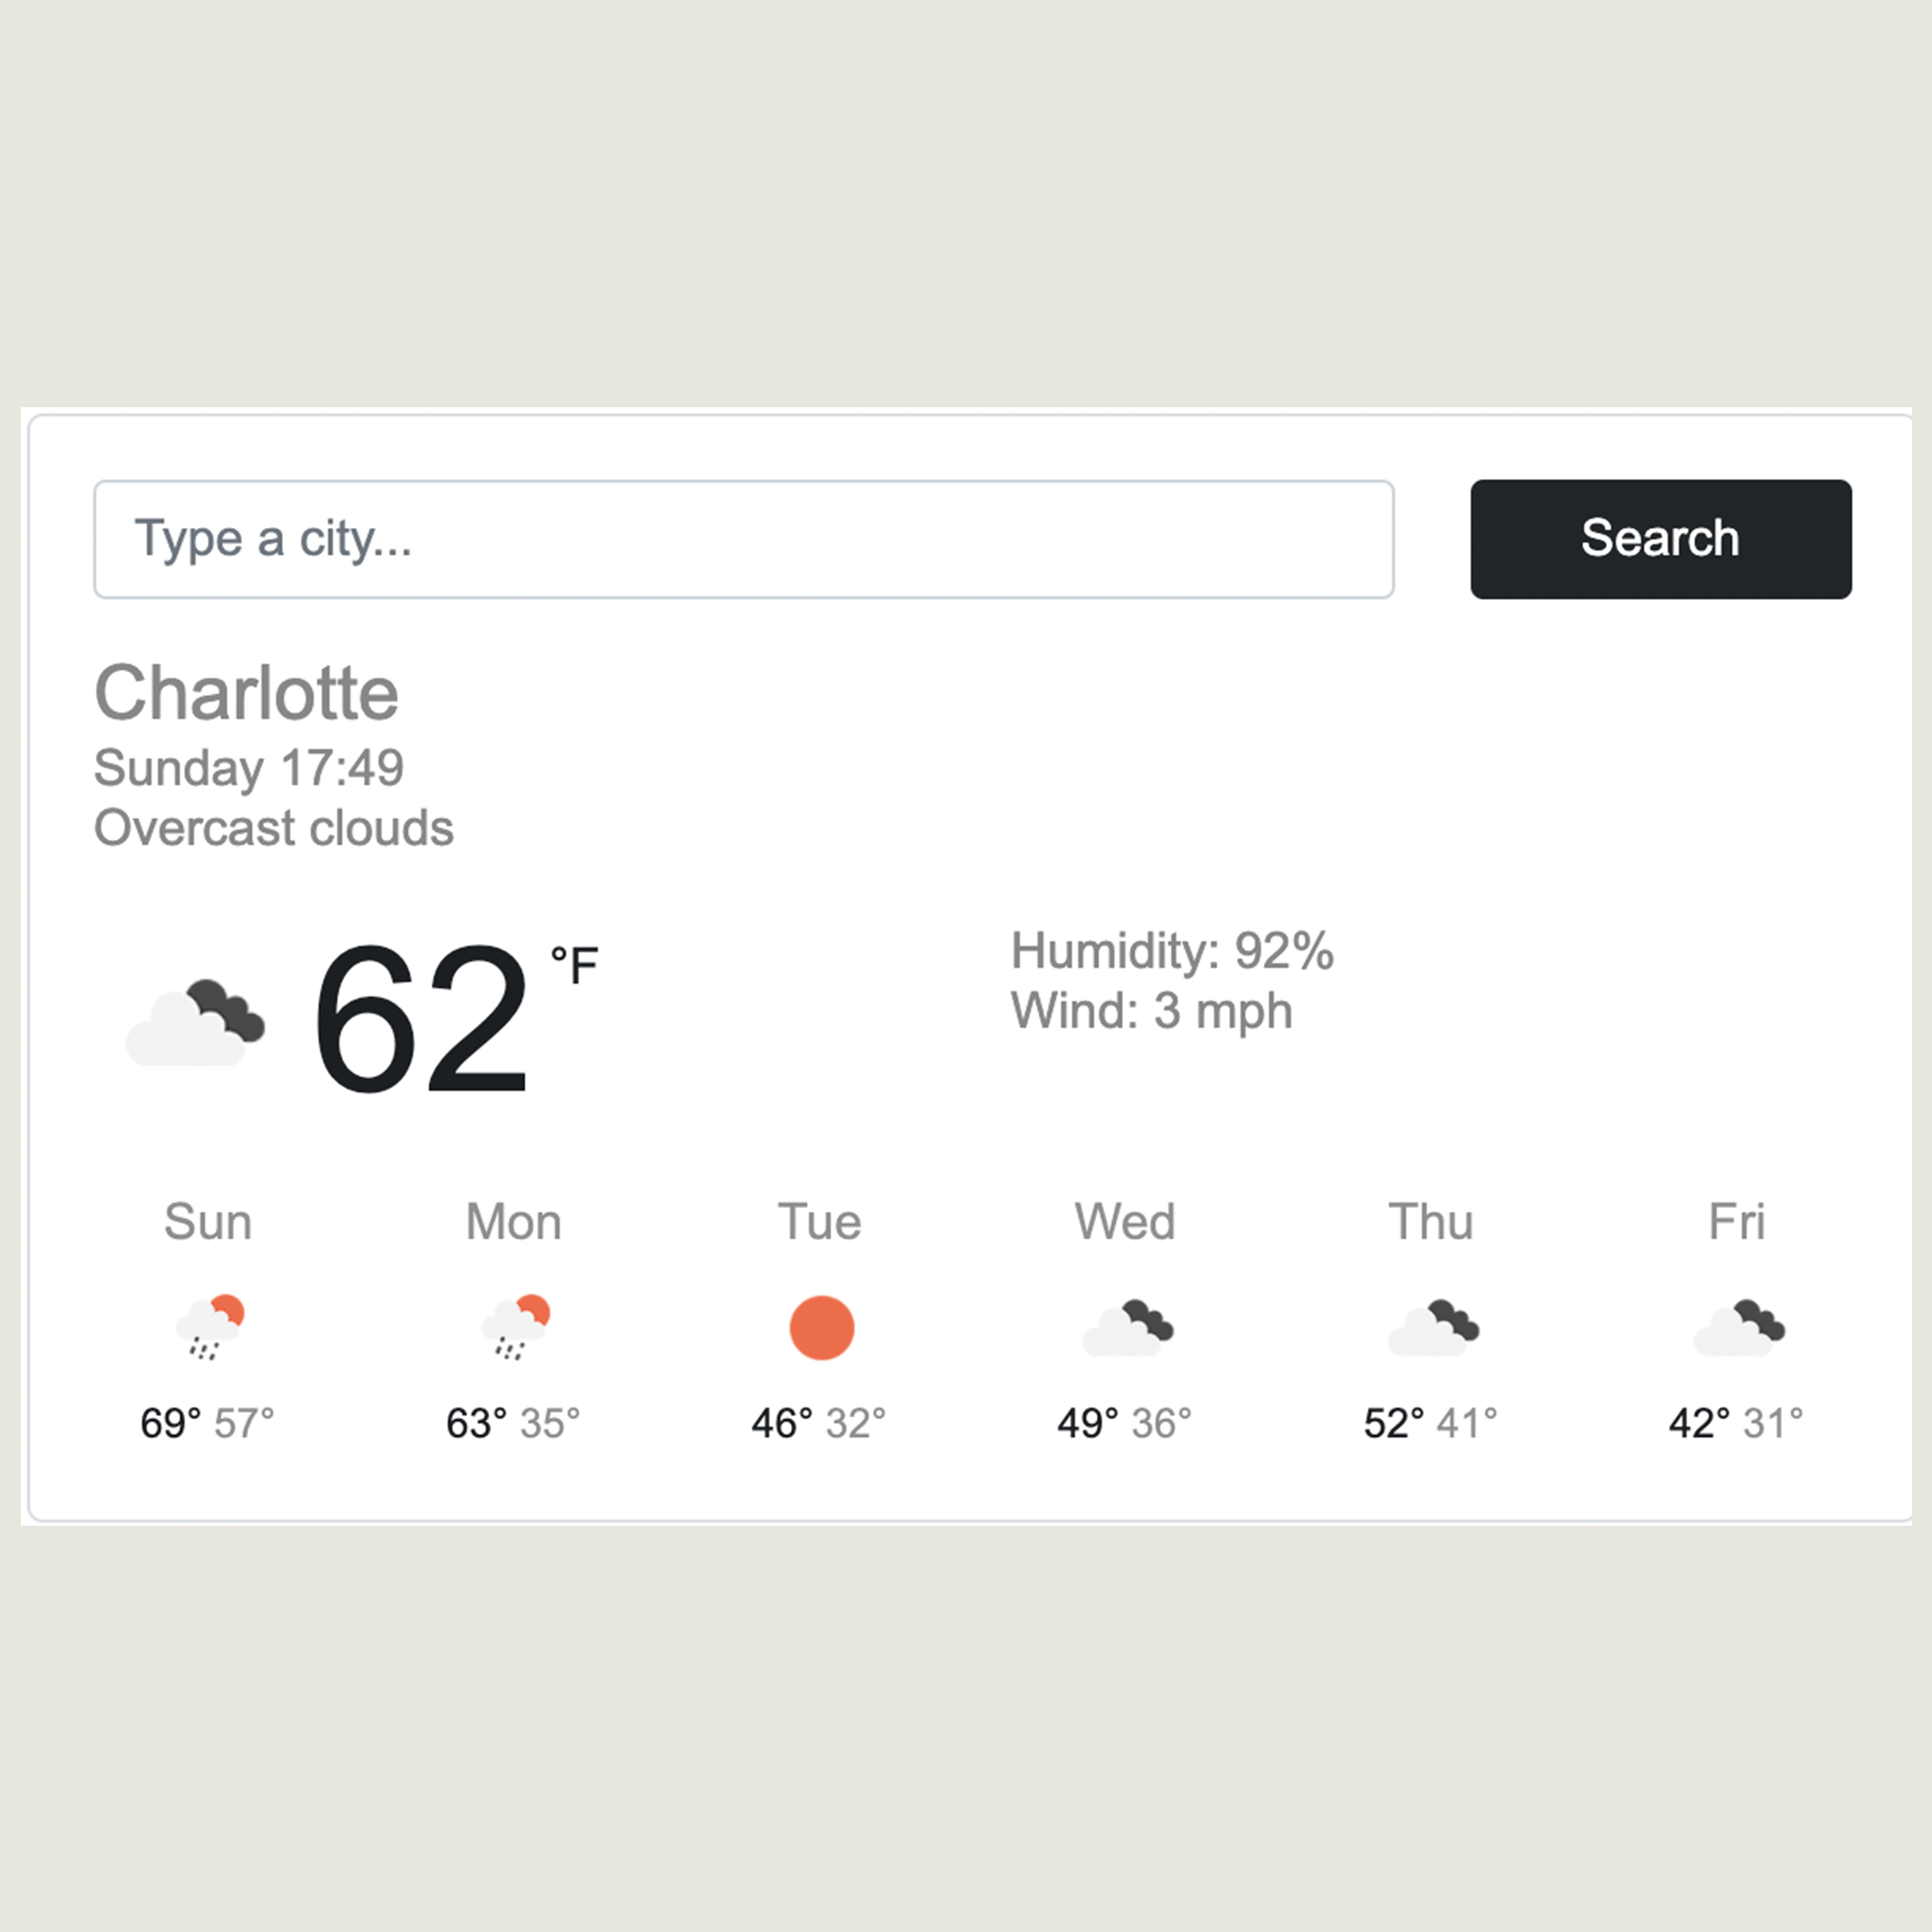 Type a city...
Search
Charlotte
Sunday 17:49
Overcast clouds
62 °F
Humidity: 92%
Wind: 3 mph
Sun Mon Tue Wed Thu Fri
69° 57° 63° 35° 46° 32° 49° 36° 52° 41° 42° 31°